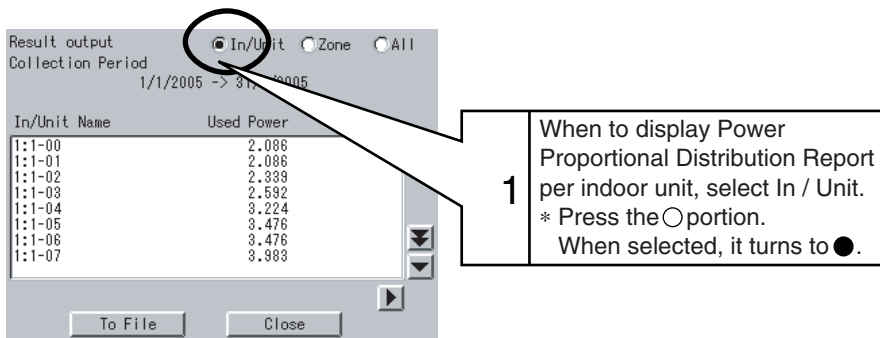 Result output In/Unit Zone All
Collection Period
1/1/2005 -> 31/ /2005
In/Unit Name Used Power
1:1-00 2.086
1:1-01 2.086
1:1-02 2.339
1:1-03 2.592
1:1-04 3.224
1:1-05 3.476
1:1-06 3.476
1:1-07 3.983
To File Close
1
When to display Power
Proportional Distribution Report
per indoor unit, select In / Unit.
* Press the ○ portion.
When selected, it turns to ●.